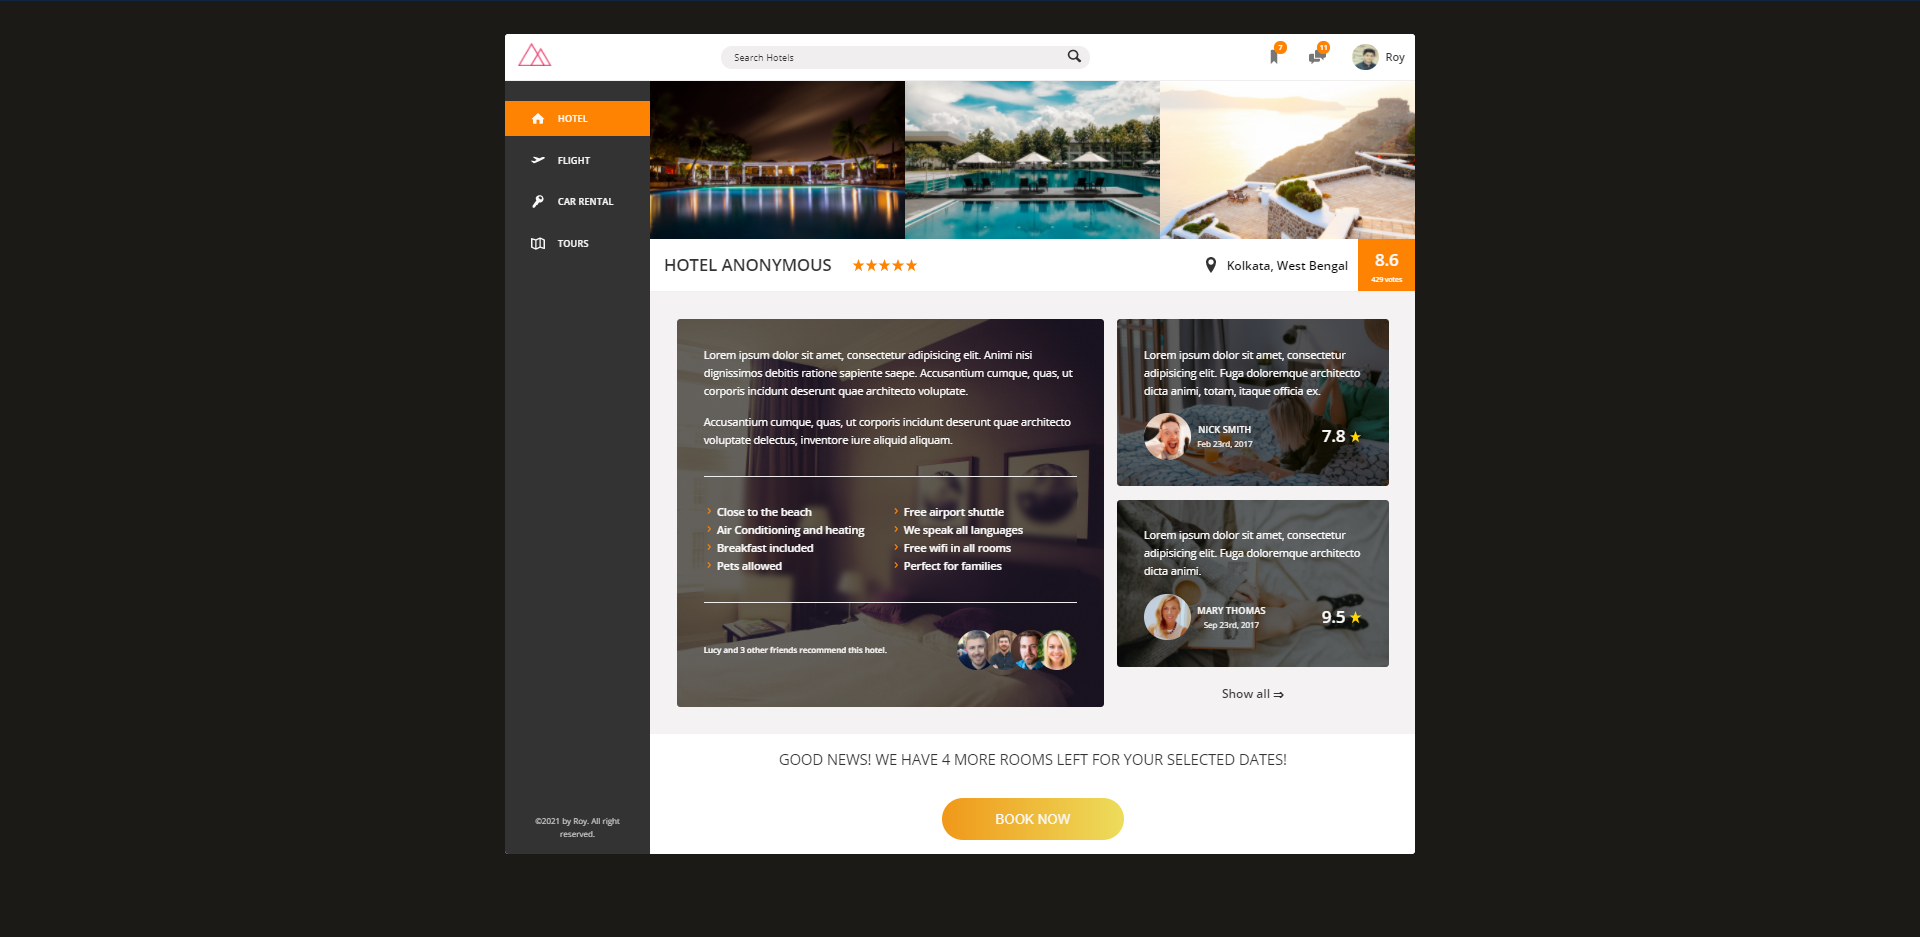 Search Hotels
7
11
Roy
HOTEL
FLIGHT
CAR RENTAL
TOURS
HOTEL ANONYMOUS
Kolkata, West Bengal
8.6
429 votes
Lorem ipsum dolor sit amet, consectetur adipisicing elit. Animi nisi
dignissimos debitis ratione sapiente saepe. Accusantium cumque, quas, ut
corporis incidunt deserunt quae architecto voluptate.
Accusantium cumque, quas, ut corporis incidunt deserunt quae architecto
voluptate delectus, inventore iure aliquid aliquam.
Close to the beach
Air Conditioning and heating
Breakfast included
Pets allowed
Free airport shuttle
We speak all languages
Free wifi in all rooms
Perfect for families
Lucy and 3 other friends recommend this hotel.
Lorem ipsum dolor sit amet, consectetur
adipisicing elit. Fuga doloremque architecto
dicta animi, totam, itaque officia ex.
NICK SMITH
Feb 23rd, 2017
7.8
Lorem ipsum dolor sit amet, consectetur
adipisicing elit. Fuga doloremque architecto
dicta animi.
MARY THOMAS
Sep 23rd, 2017
9.5
Show all ⇒
GOOD NEWS! WE HAVE 4 MORE ROOMS LEFT FOR YOUR SELECTED DATES!
BOOK NOW
©2021 by Roy. All right
reserved.